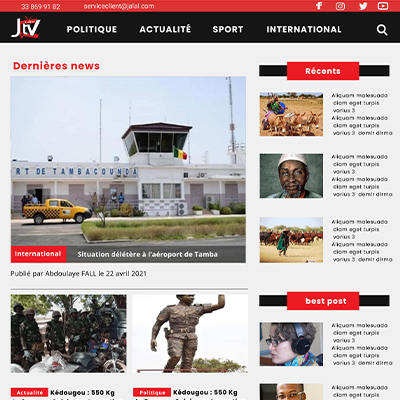 33 869 91 82
serviceclient@jalal.com
JTV
POLITIQUE ACTUALITÉ SPORT INTERNATIONAL
Dernières news
RT DE TAMBACOUNDA
International
Situation délétère à l'aéroport de Tamba
Publié par Abdoulaye FALL le 22 avril 2021
Actualité
Kédougou : 550 Kg
Politique
Kédougou : 550 Kg
Récents
Aliquam malesuada
diam eget turpis
varius 3
Aliquam malesuada
diam eget turpis
varius 3 demir dirma
Aliquam malesuada
diam eget turpis
varius 3
Aliquam malesuada
diam eget turpis
varius 3 demir dirma
Aliquam malesuada
diam eget turpis
varius 3
Aliquam malesuada
diam eget turpis
varius 3 demir dirma
best post
Aliquam malesuada
diam eget turpis
varius 3
Aliquam malesuada
diam eget turpis
varius 3 demir dirma
Aliquam malesuada
diam eget turpis